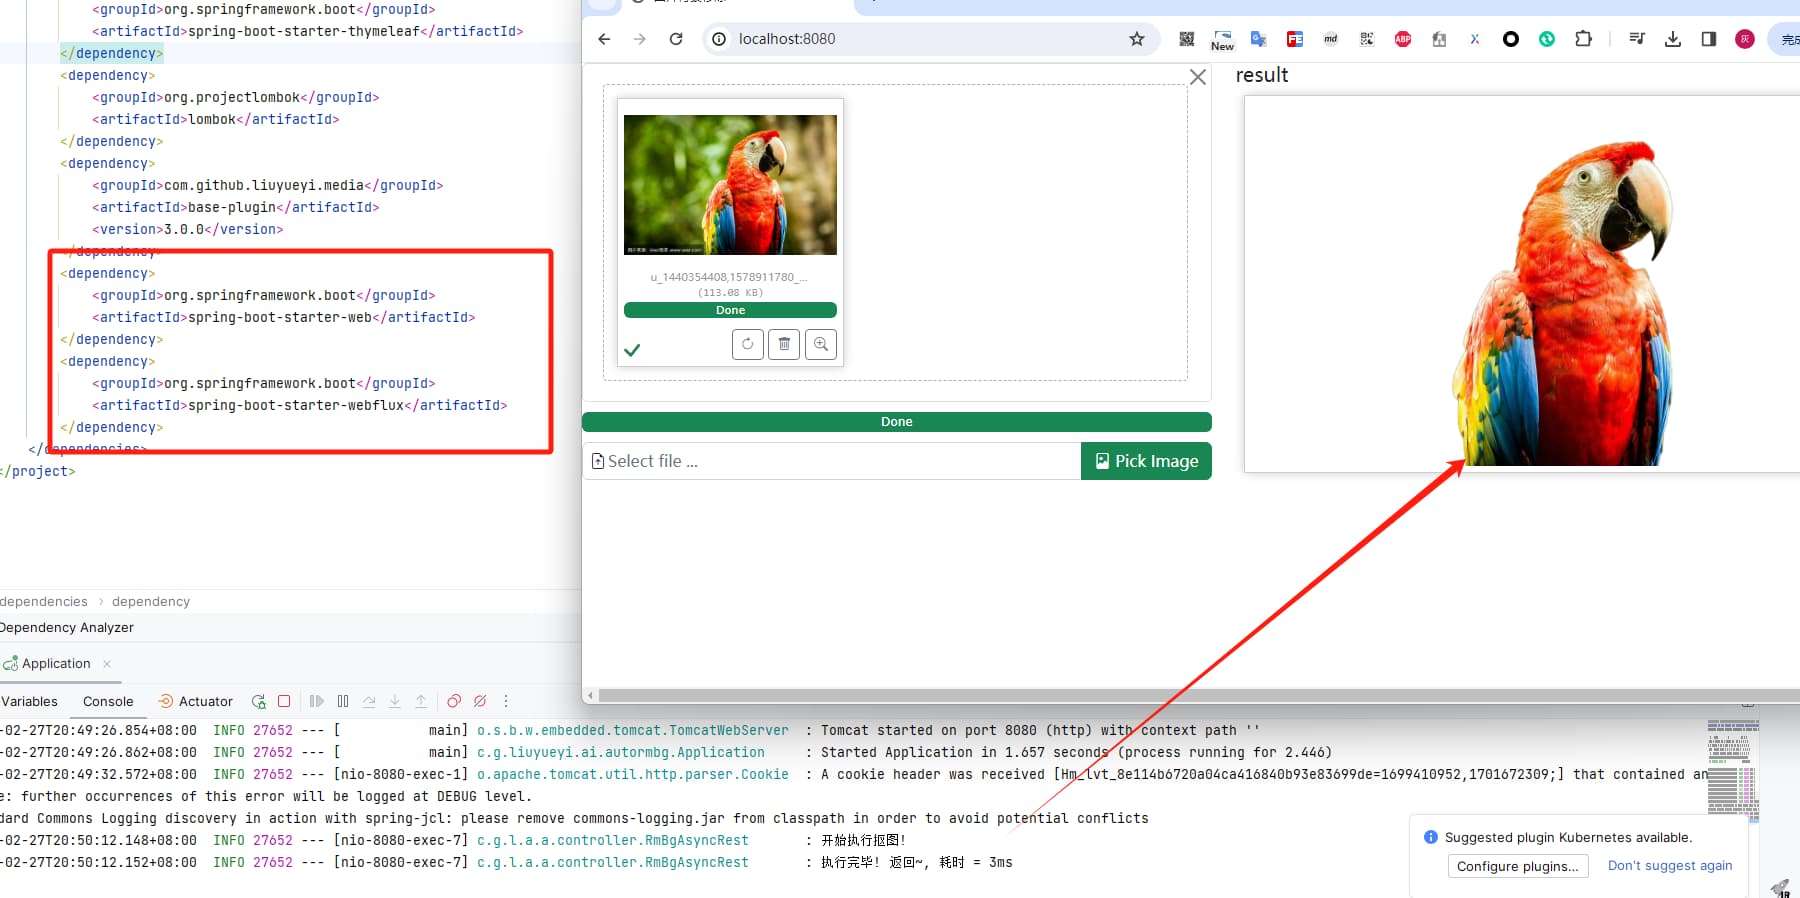 <groupId>org.springframework.boot</groupId>
<artifactId>spring-boot-starter-thymeleaf</artifactId>
</dependency>
<dependency>
<groupId>org.projectlombok</groupId>
<artifactId>lombok</artifactId>
</dependency>
<dependency>
<groupId>com.github.liuyueyi.media</groupId>
<artifactId>base-plugin</artifactId>
<version>3.0.0</version>
</dependency>
<dependency>
<groupId>org.springframework.boot</groupId>
<artifactId>spring-boot-starter-web</artifactId>
</dependency>
<dependency>
<groupId>org.springframework.boot</groupId>
<artifactId>spring-boot-starter-webflux</artifactId>
</dependency>
</dependencies>
</project>
dependencies › dependency
Dependency Analyzer
localhost:8080
New
FE
md
ABP
X
灰
完成
result
u_1440354408,1578911780_...
(113.08 KB)
Done
Done
Select file ...
Pick Image
Application
Variables Console Actuator
-02-27T20:49:26.854+08:00 INFO 27652 --- [ main] o.s.b.w.embedded.tomcat.TomcatWebServer : Tomcat started on port 8080 (http) with context path ''
-02-27T20:49:26.862+08:00 INFO 27652 --- [ main] c.g.liuyueyi.ai.autormbg.Application : Started Application in 1.657 seconds (process running for 2.446)
-02-27T20:49:32.572+08:00 INFO 27652 --- [nio-8080-exec-1] o.apache.tomcat.util.http.parser.Cookie : A cookie header was received [Hm_lvt_8e114b6720a04ca416840b93e83699de=1699410952,1701672309;] that contained an
e: further occurrences of this error will be logged at DEBUG level.
dard Commons Logging discovery in action with spring-jcl: please remove commons-logging.jar from classpath in order to avoid potential conflicts
-02-27T20:50:12.148+08:00 INFO 27652 --- [nio-8080-exec-7] c.g.l.a.a.controller.RmBgAsyncRest : 开始执行抠图!
-02-27T20:50:12.152+08:00 INFO 27652 --- [nio-8080-exec-7] c.g.l.a.a.controller.RmBgAsyncRest : 执行完毕! 返回~, 耗时 = 3ms
Suggested plugin Kubernetes available.
Configure plugins... Don't suggest again